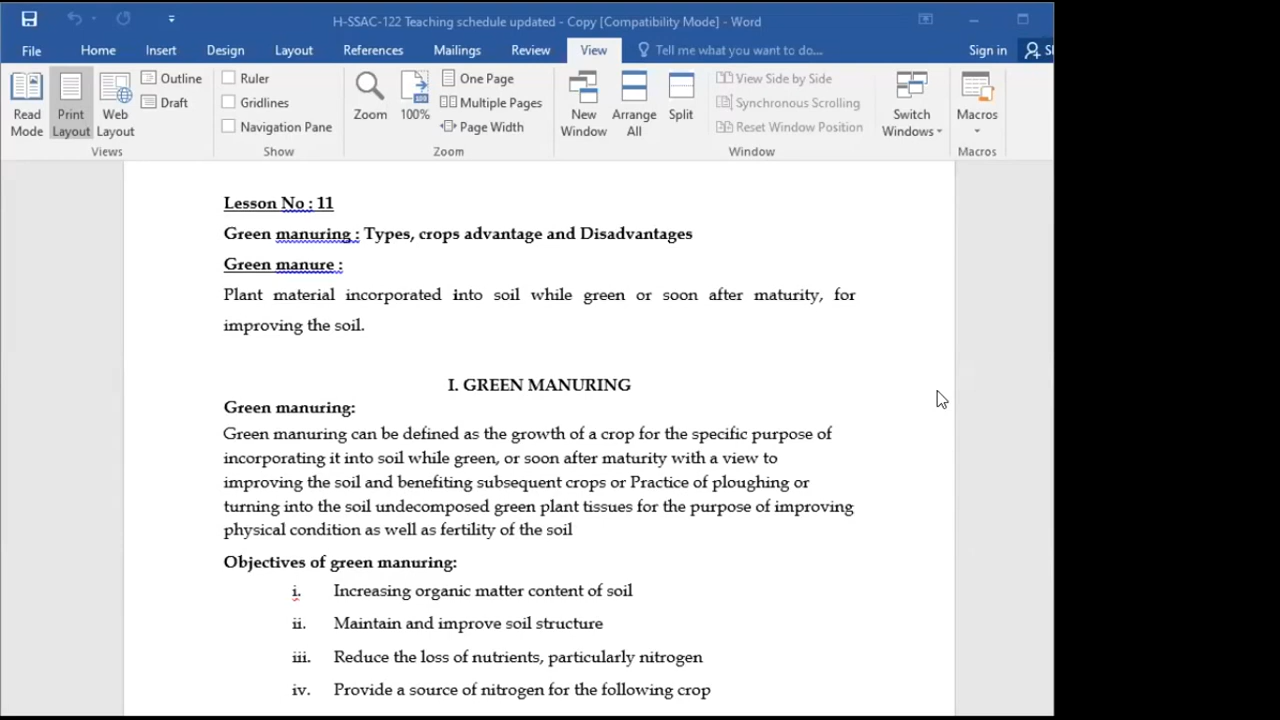 H-SSAC-122 Teaching schedule updated - Copy [Compatibility Mode] - Word
File Home Insert Design Layout References Mailings Review View Tell me what you want to do... Sign in
Read Mode
Print Layout
Web Layout
Outline
Draft
Views
Ruler
Gridlines
Navigation Pane
Show
Zoom
100%
One Page
Multiple Pages
Page Width
Zoom
New Window
Arrange All
Split
View Side by Side
Synchronous Scrolling
Reset Window Position
Window
Switch Windows
Macros
Macros
Lesson No : 11
Green manuring : Types, crops advantage and Disadvantages
Green manure :
Plant material incorporated into soil while green or soon after maturity, for
improving the soil.
I. GREEN MANURING
Green manuring:
Green manuring can be defined as the growth of a crop for the specific purpose of
incorporating it into soil while green, or soon after maturity with a view to
improving the soil and benefiting subsequent crops or Practice of ploughing or
turning into the soil undecomposed green plant tissues for the purpose of improving
physical condition as well as fertility of the soil
Objectives of green manuring:
i. Increasing organic matter content of soil
ii. Maintain and improve soil structure
iii. Reduce the loss of nutrients, particularly nitrogen
iv. Provide a source of nitrogen for the following crop